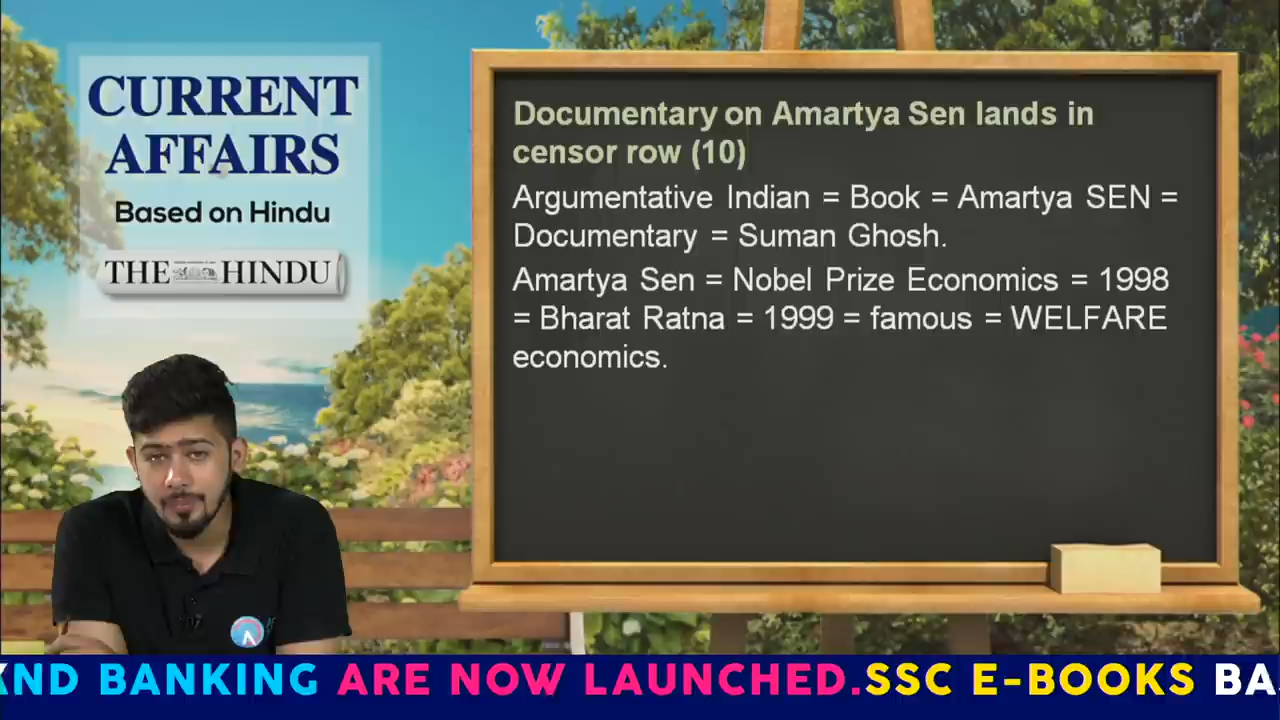 CURRENT
AFFAIRS
Based on Hindu
THE HINDU
Documentary on Amartya Sen lands in
censor row (10)
Argumentative Indian = Book = Amartya SEN =
Documentary = Suman Ghosh.
Amartya Sen = Nobel Prize Economics = 1998
= Bharat Ratna = 1999 = famous = WELFARE
economics.
BANKING ARE NOW LAUNCHED.SSC E-BOOKS